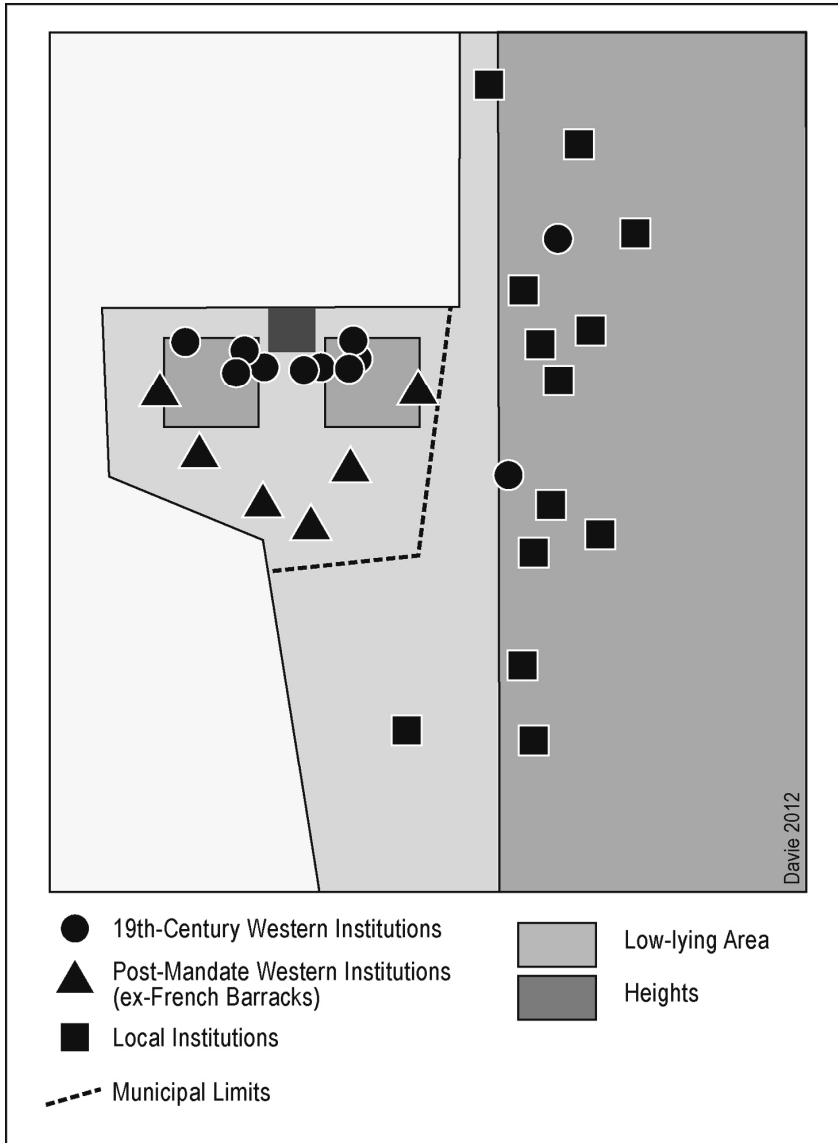 Davie 2012
19th-Century Western Institutions
Post-Mandate Western Institutions
(ex-French Barracks)
Local Institutions
Municipal Limits
Low-lying Area
Heights